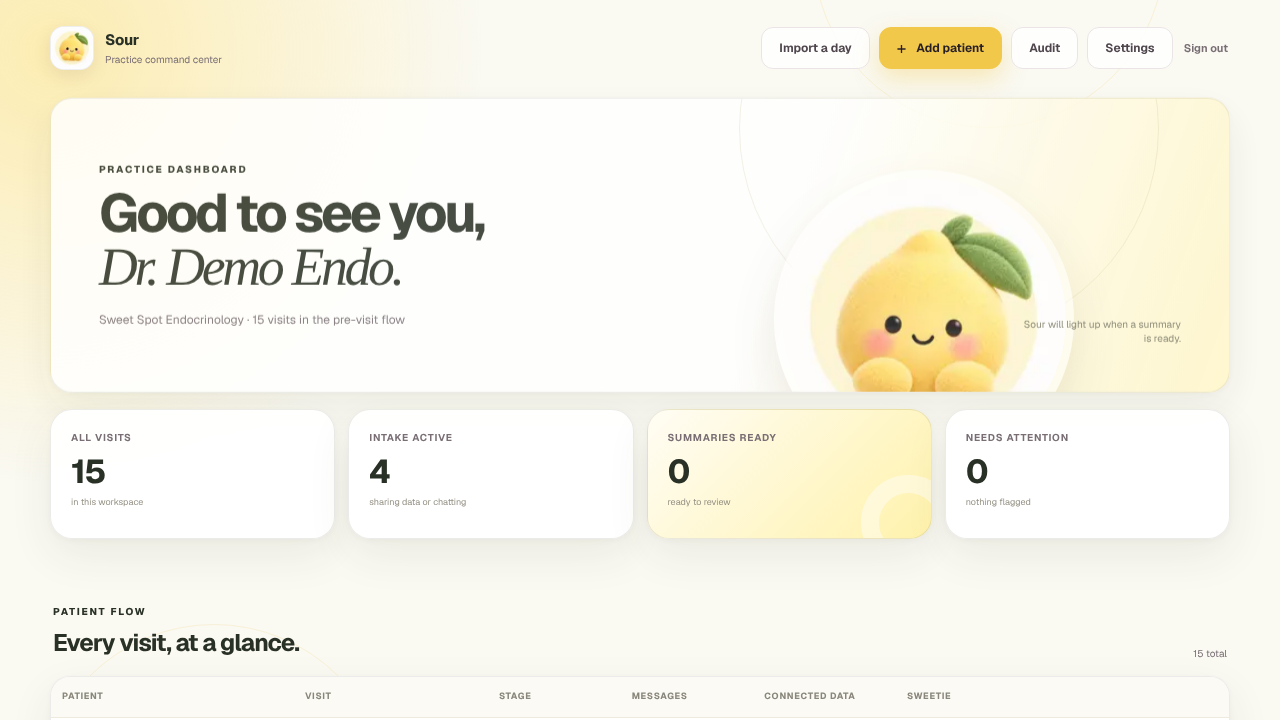 Sour
Practice command center
Import a day
+ Add patient
Audit
Settings
Sign out
PRACTICE DASHBOARD
Good to see you,
Dr. Demo Endo.
Sweet Spot Endocrinology · 15 visits in the pre-visit flow
Sour will light up when a summary
is ready.
ALL VISITS
15
in this workspace
INTAKE ACTIVE
4
sharing data or chatting
SUMMARIES READY
0
ready to review
NEEDS ATTENTION
0
nothing flagged
PATIENT FLOW
Every visit, at a glance.
15 total
PATIENT
VISIT
STAGE
MESSAGES
CONNECTED DATA
SWEETIE